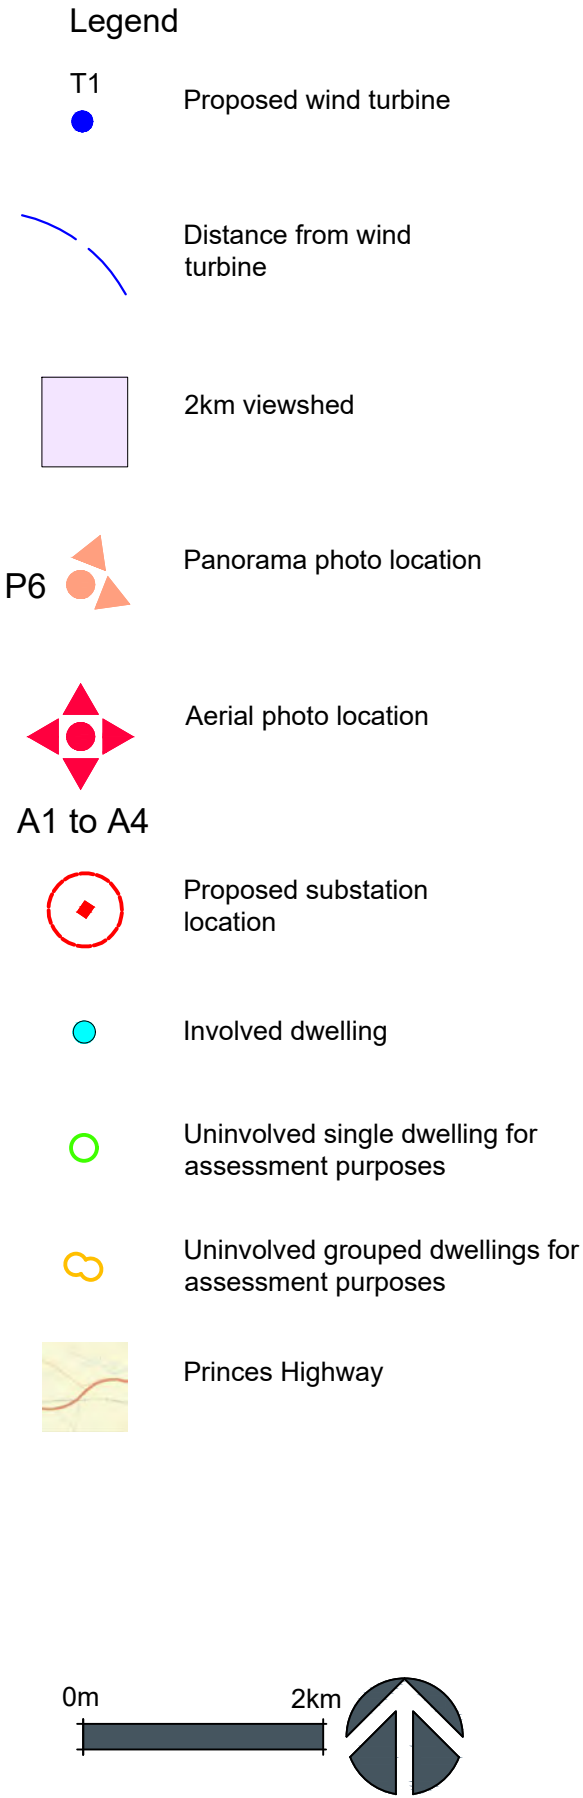 Legend
T1
Proposed wind turbine
Distance from wind
turbine
2km viewshed
Panorama photo location
P6
Aerial photo location
A1 to A4
Proposed substation
location
Involved dwelling
Uninvolved single dwelling for
assessment purposes
Uninvolved grouped dwellings for
assessment purposes
Princes Highway
0m 2km